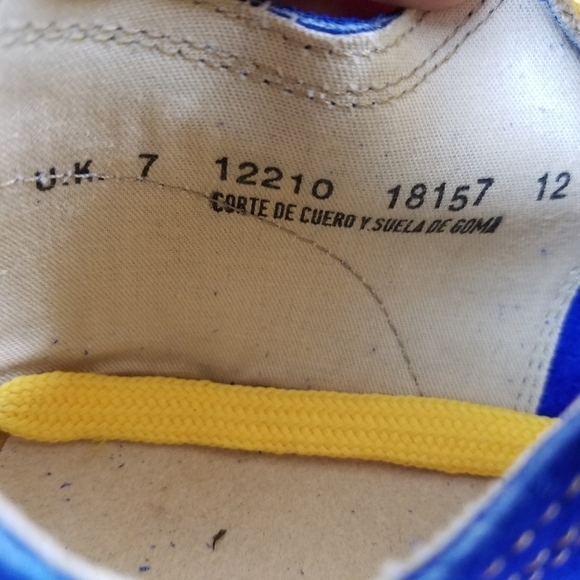 U.K. 7 12210 18157 12
CORTE DE CUERO Y SUELA DE GOMA